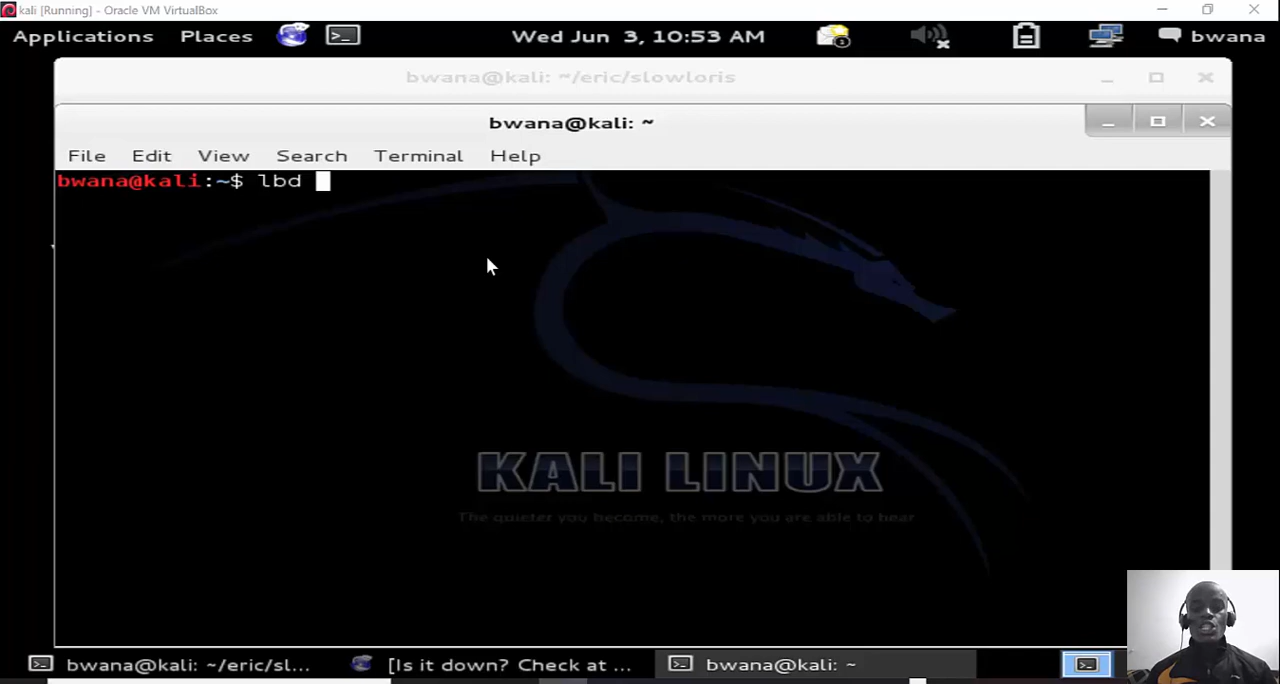 kali [Running] - Oracle VM VirtualBox
Applications Places Wed Jun 3, 10:53 AM bwana
bwana@kali: ~/eric/slowloris
bwana@kali: ~
File Edit View Search Terminal Help
bwana@kali:~$ lbd
KALI LINUX
The quieter you become, the more you are able to hear
bwana@kali: ~/eric/sl... [Is it down? Check at ... bwana@kali: ~